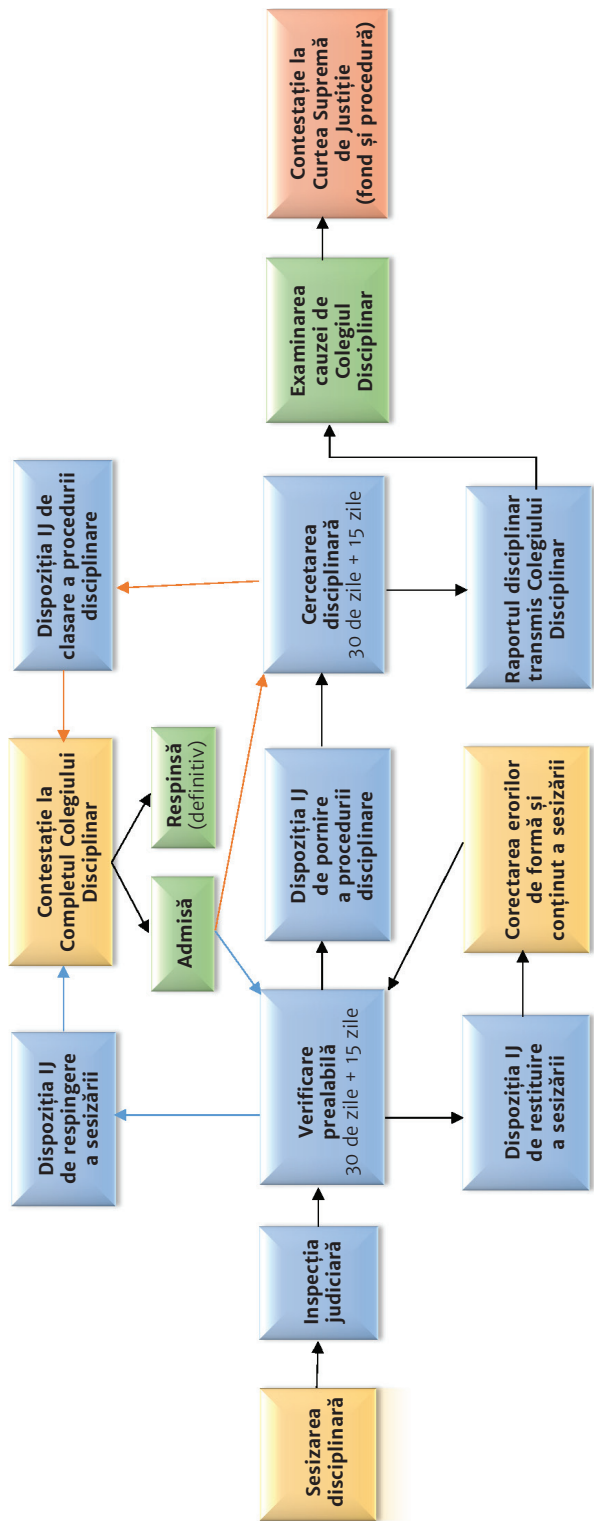 Sesizarea
disciplinară
Inspecția
judiciară
Verificare
prealabilă
30 de zile + 15 zile
Dispoziția IJ
de respingere
a sesizării
Dispoziția IJ
de restituire
a sesizării
Contestație la
Completul Colegiului
Disciplinar
Admisă
Respinsă
(definitiv)
Dispoziția IJ
de pornire
a procedurii
disciplinare
Corectarea erorilor
de formă și
conținut a sesizării
Dispoziția IJ de
clasare a procedurii
disciplinare
Cercetarea
disciplinară
30 de zile + 15 zile
Raportul disciplinar
transmis Colegiului
Disciplinar
Examinarea
cauzei de
Colegiul
Disciplinar
Contestație la
Curtea Supremă
de Justiție
(fond și procedură)